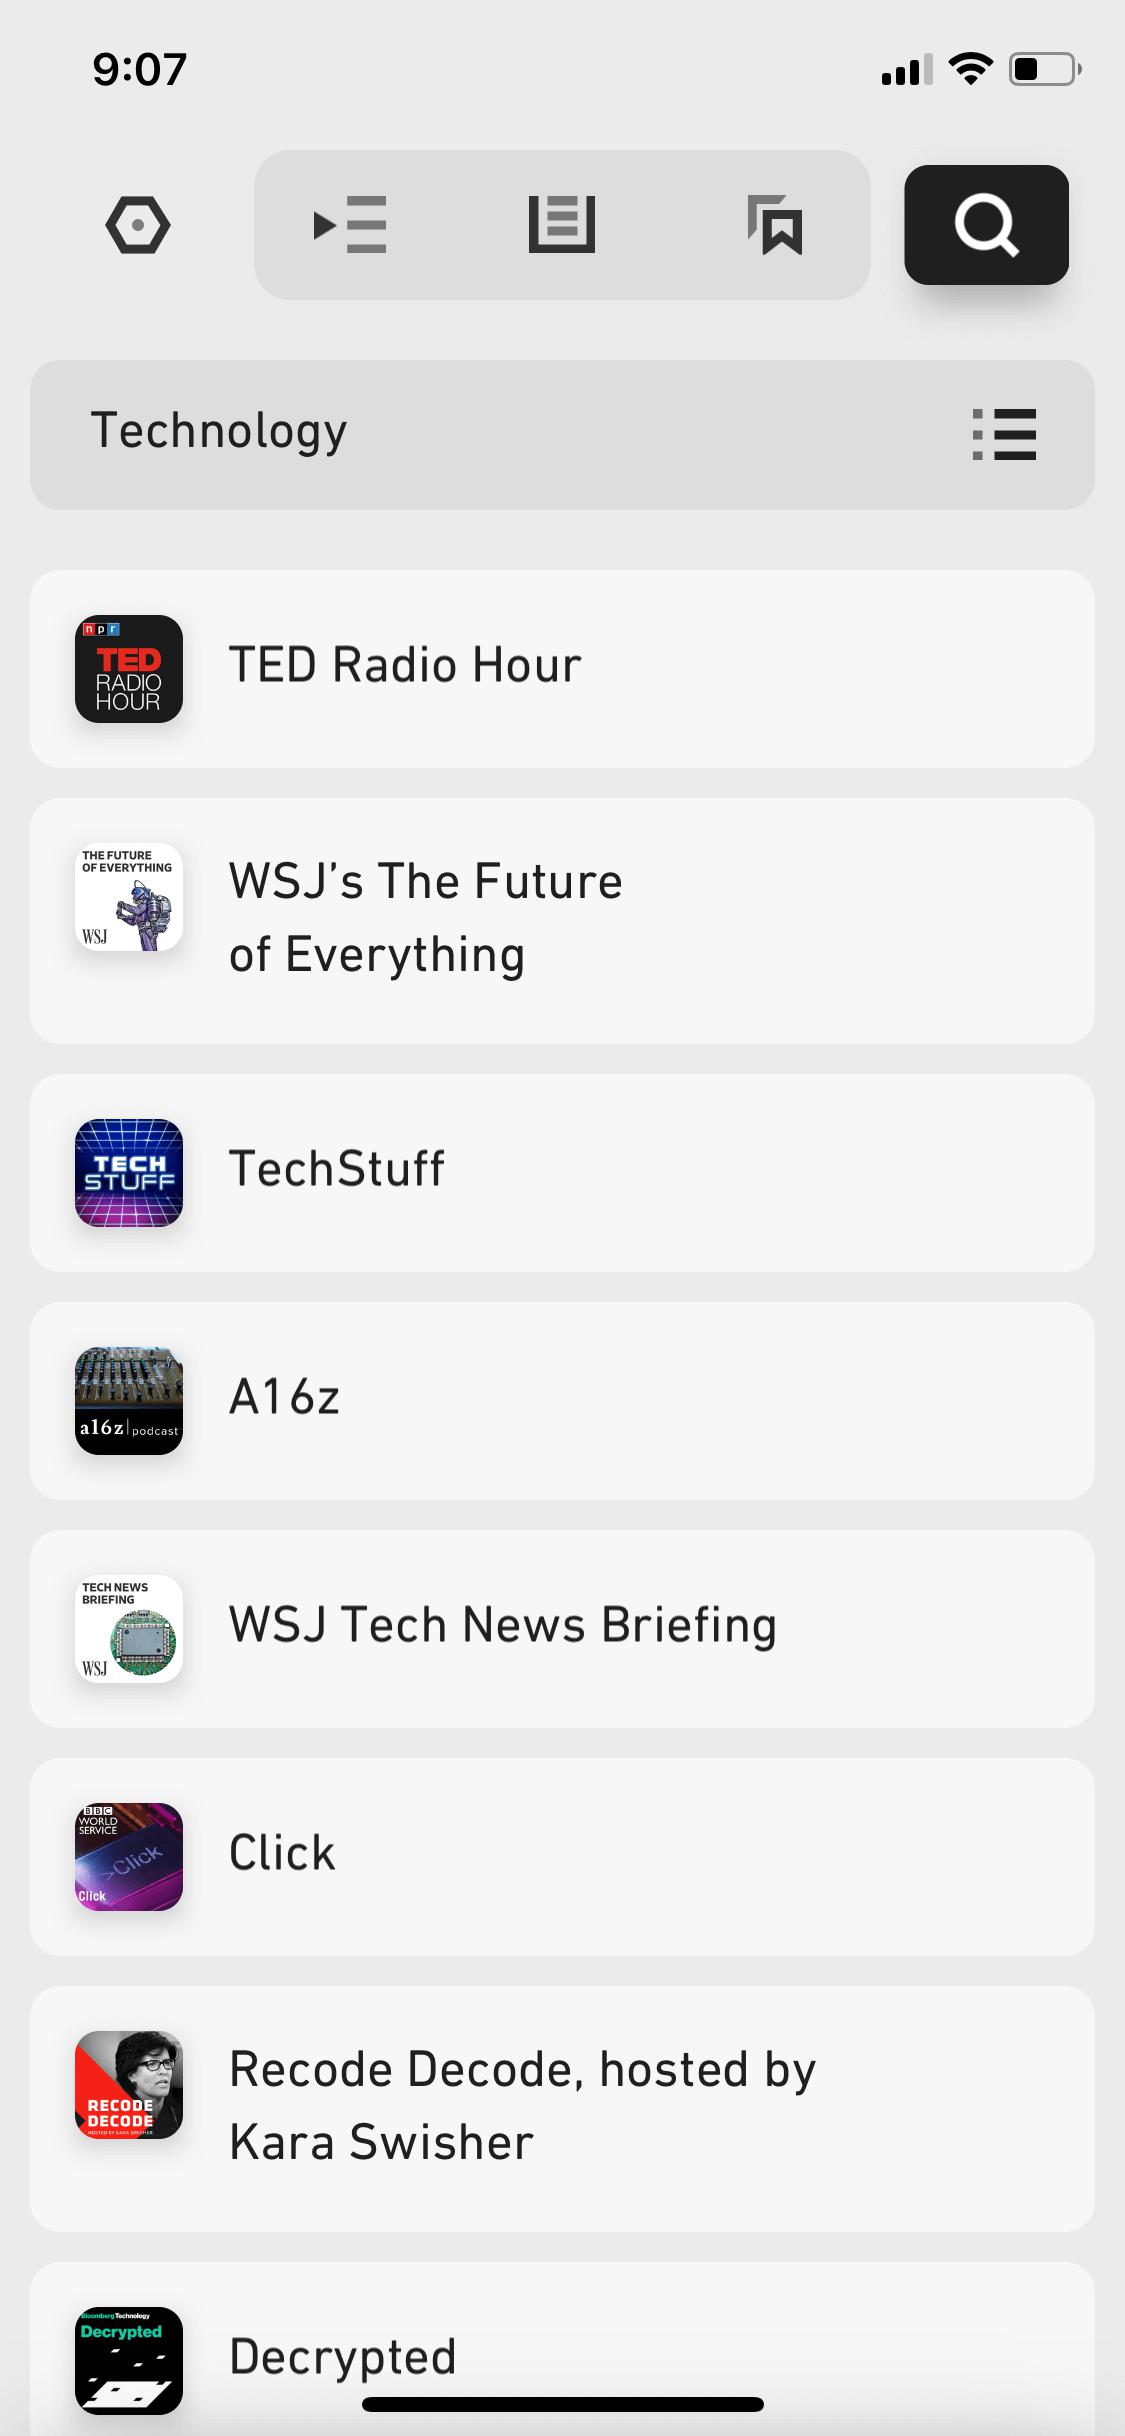 9:07
Technology
npr
TED
RADIO
HOUR
TED Radio Hour
THE FUTURE
OF EVERYTHING
WSJ
WSJ’s The Future
of Everything
TECH
STUFF
TechStuff
a16z|podcast
A16z
TECH NEWS
BRIEFING
WSJ
WSJ Tech News Briefing
BBC
WORLD
SERVICE
>Click
Click
Click
RECODE
DECODE
HOSTED BY KARA SWISHER
Recode Decode, hosted by
Kara Swisher
Bloomberg Technology
Decrypted
Decrypted